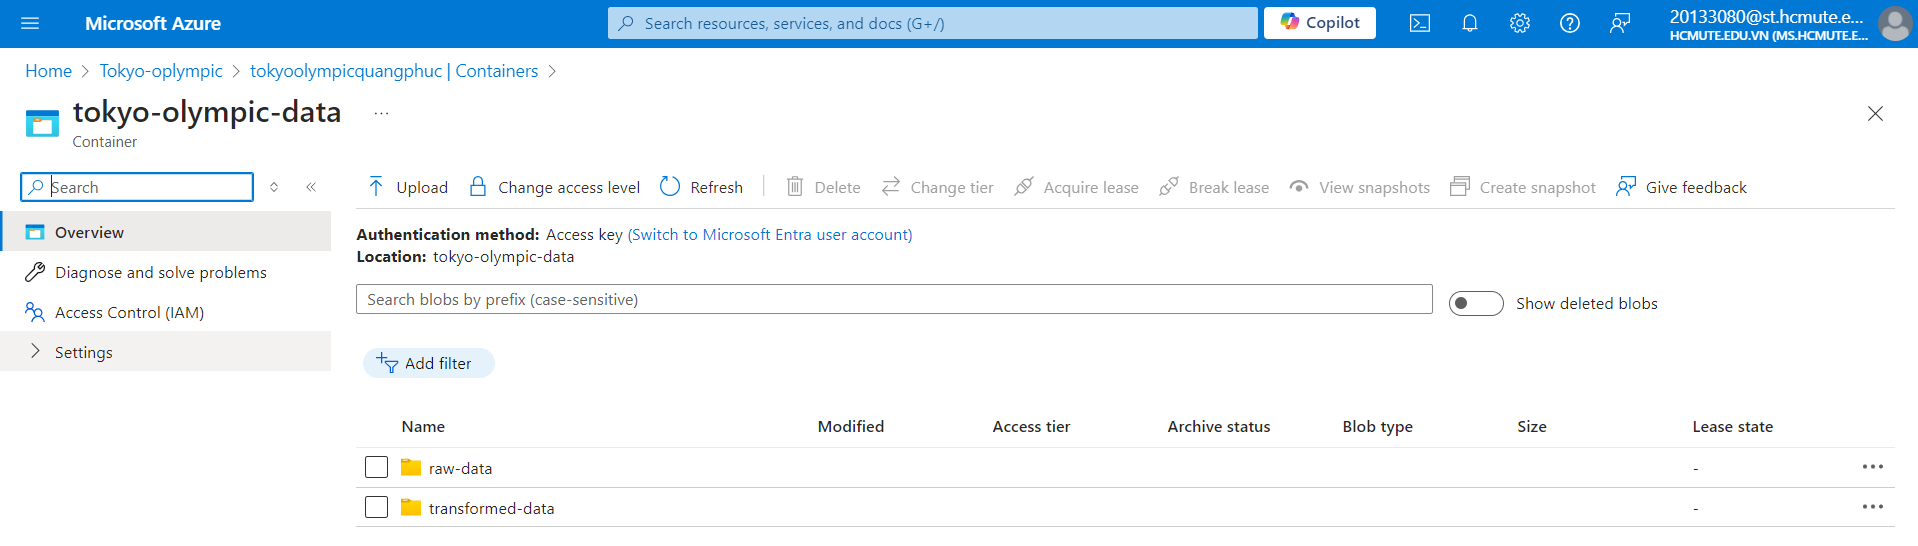 Microsoft Azure
Search resources, services, and docs (G+/)
Copilot
20133080@st.hcmute.e...
HCMUTE.EDU.VN (MS.HCMUTE.E...
Home > Tokyo-oplympic > tokyoolympicquangphuc | Containers >
tokyo-olympic-data ...
Container
Search
Upload
Change access level
Refresh
Delete
Change tier
Acquire lease
Break lease
View snapshots
Create snapshot
Give feedback
Overview
Diagnose and solve problems
Access Control (IAM)
Settings
Authentication method: Access key (Switch to Microsoft Entra user account)
Location: tokyo-olympic-data
Search blobs by prefix (case-sensitive)
Show deleted blobs
Add filter
Name Modified Access tier Archive status Blob type Size Lease state
raw-data -
transformed-data -